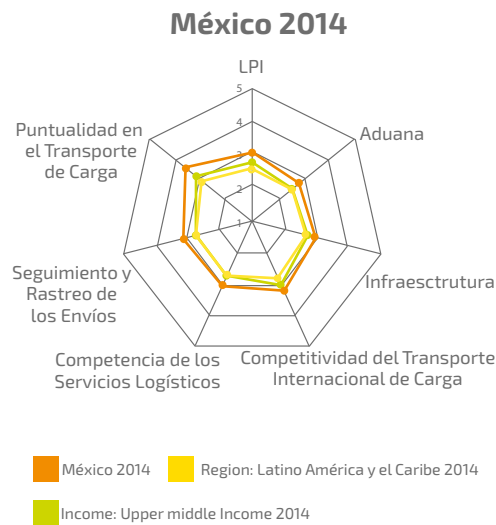 México 2014
LPI
5
4
3
2
1
Puntualidad en
el Transporte
de Carga
Aduana
Seguimiento y
Rastreo de
los Envíos
Infraesctrutura
Competencia de los
Servicios Logísticos
Competitividad del Transporte
Internacional de Carga
México 2014
Region: Latino América y el Caribe 2014
Income: Upper middle Income 2014